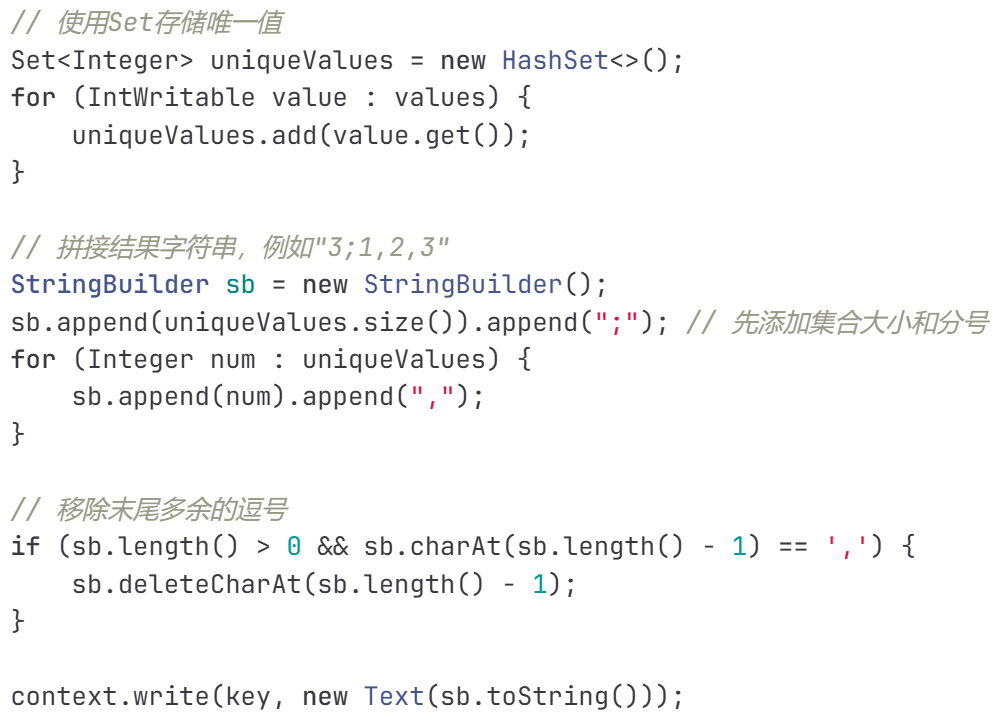 // 使用Set存储唯一值
Set<Integer> uniqueValues = new HashSet<>();
for (IntWritable value : values) {
    uniqueValues.add(value.get());
}

// 拼接结果字符串，例如"3;1,2,3"
StringBuilder sb = new StringBuilder();
sb.append(uniqueValues.size()).append(";"); // 先添加集合大小和分号
for (Integer num : uniqueValues) {
    sb.append(num).append(",");
}

// 移除末尾多余的逗号
if (sb.length() > 0 && sb.charAt(sb.length() - 1) == ',') {
    sb.deleteCharAt(sb.length() - 1);
}

context.write(key, new Text(sb.toString()));